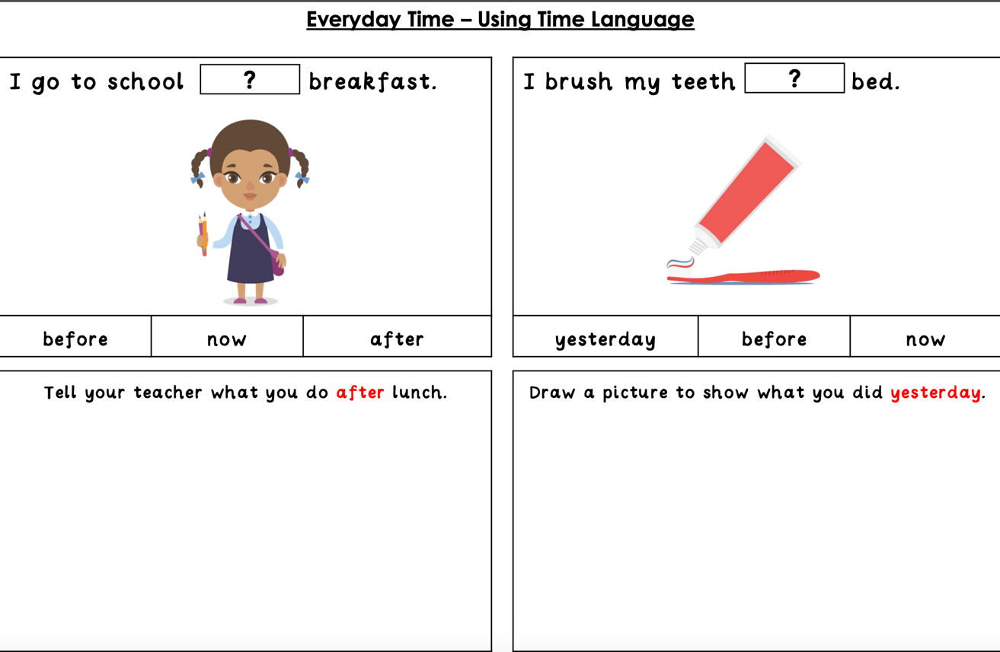 Everyday Time – Using Time Language
I go to school ? breakfast.
before now after
I brush my teeth ? bed.
yesterday before now
Tell your teacher what you do after lunch.
Draw a picture to show what you did yesterday.